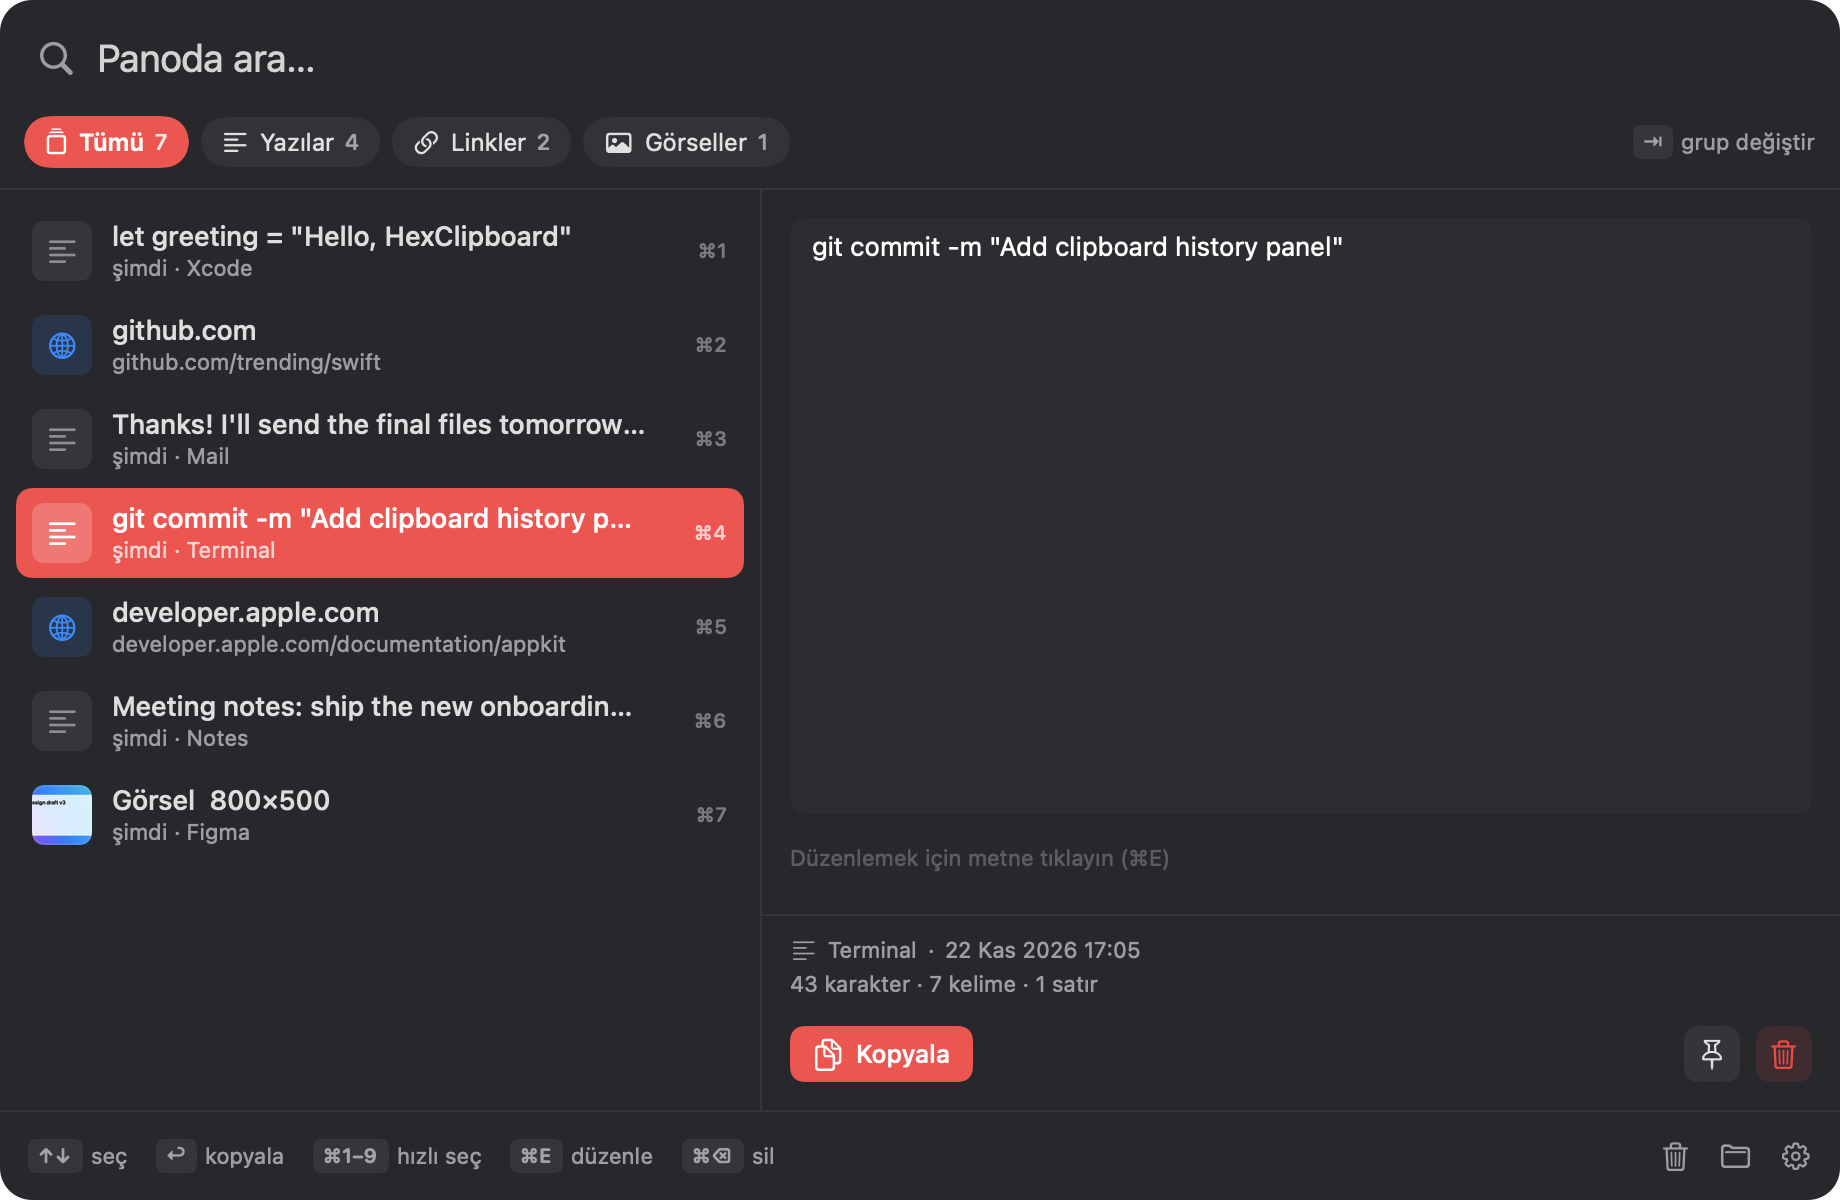 Panoda ara...
Tümü 7
Yazılar 4
Linkler 2
Görseller 1
grup değiştir
let greeting = "Hello, HexClipboard"
şimdi · Xcode
⌘1
github.com
github.com/trending/swift
⌘2
Thanks! I'll send the final files tomorrow...
şimdi · Mail
⌘3
git commit -m "Add clipboard history p...
şimdi · Terminal
⌘4
developer.apple.com
developer.apple.com/documentation/appkit
⌘5
Meeting notes: ship the new onboardin...
şimdi · Notes
⌘6
design draft v3
Görsel 800×500
şimdi · Figma
⌘7
git commit -m "Add clipboard history panel"
Düzenlemek için metne tıklayın (⌘E)
Terminal · 22 Kas 2026 17:05
43 karakter · 7 kelime · 1 satır
Kopyala
↑↓ seç ↩ kopyala ⌘1–9 hızlı seç ⌘E düzenle ⌘⌫ sil